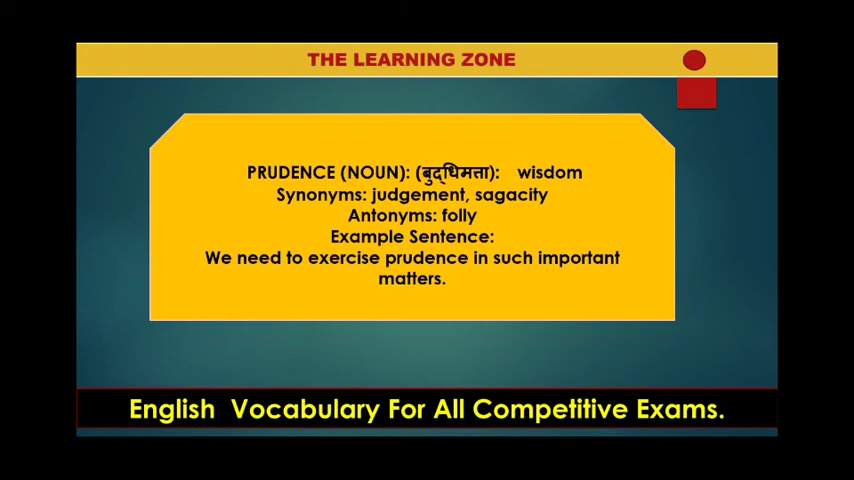 THE LEARNING ZONE
PRUDENCE (NOUN): (बुद्धिमत्ता): wisdom
Synonyms: judgement, sagacity
Antonyms: folly
Example Sentence:
We need to exercise prudence in such important
matters.
English Vocabulary For All Competitive Exams.